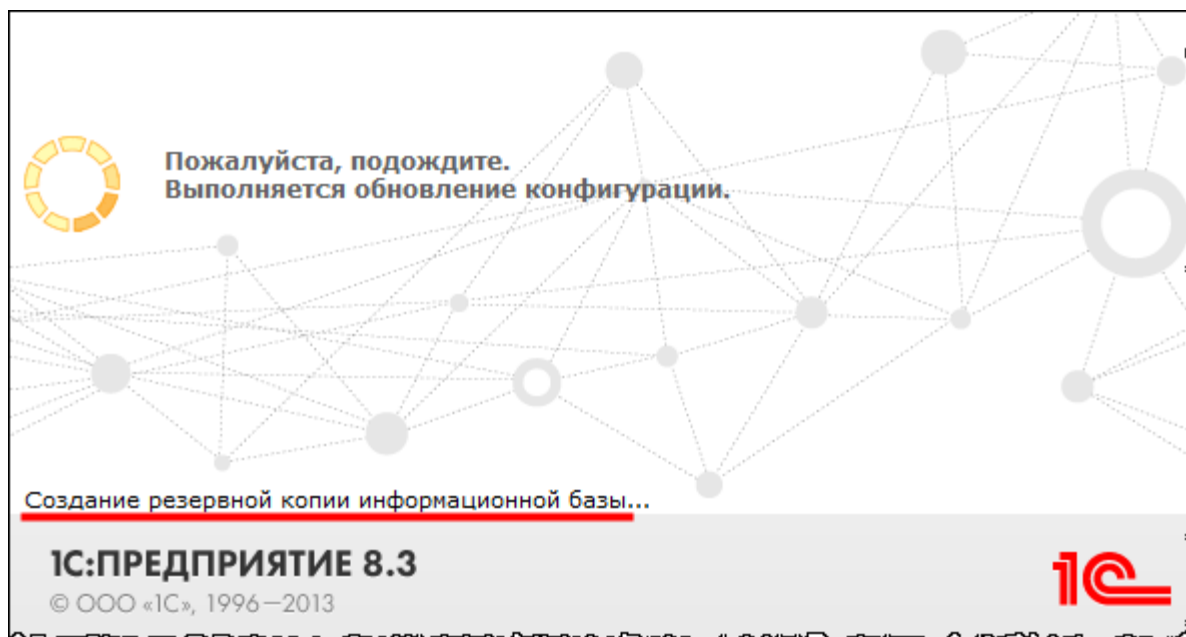 Пожалуйста, подождите.
Выполняется обновление конфигурации.
Создание резервной копии информационной базы...
1С:ПРЕДПРИЯТИЕ 8.3
© ООО «1С», 1996—2013
1С